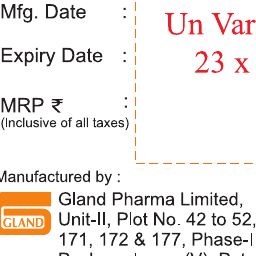 Mfg. Date :
Un Var
Expiry Date :
23 x
MRP ₹ :
(Inclusive of all taxes)
Manufactured by :
GLAND
Gland Pharma Limited,
Unit-II, Plot No. 42 to 52,
171, 172 & 177, Phase-I